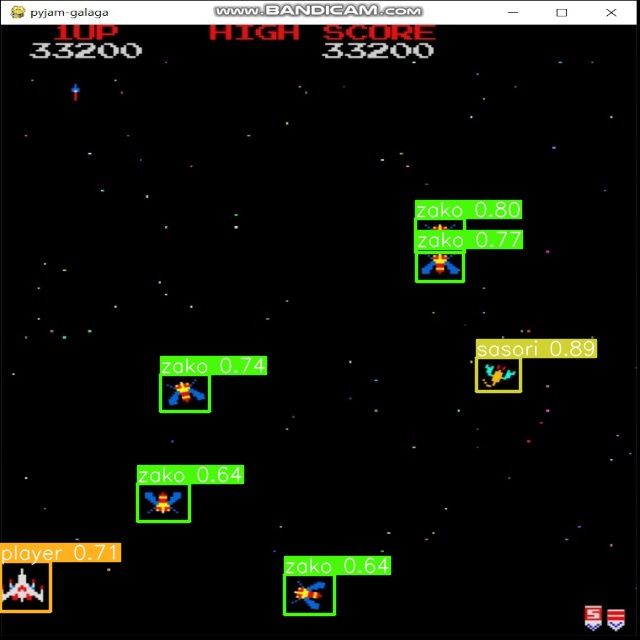 pyjam-galaga
www.BANDICAM.com
1UP HIGH SCORE
33200 33200
zako 0.80
zako 0.77
sasori 0.89
zako 0.74
zako 0.64
player 0.71
zako 0.64
5